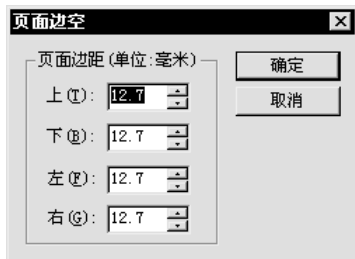 页面边空
页面边距(单位:毫米)
上(T): 12.7
确定
取消
下(B): 12.7
左(F): 12.7
右(G): 12.7